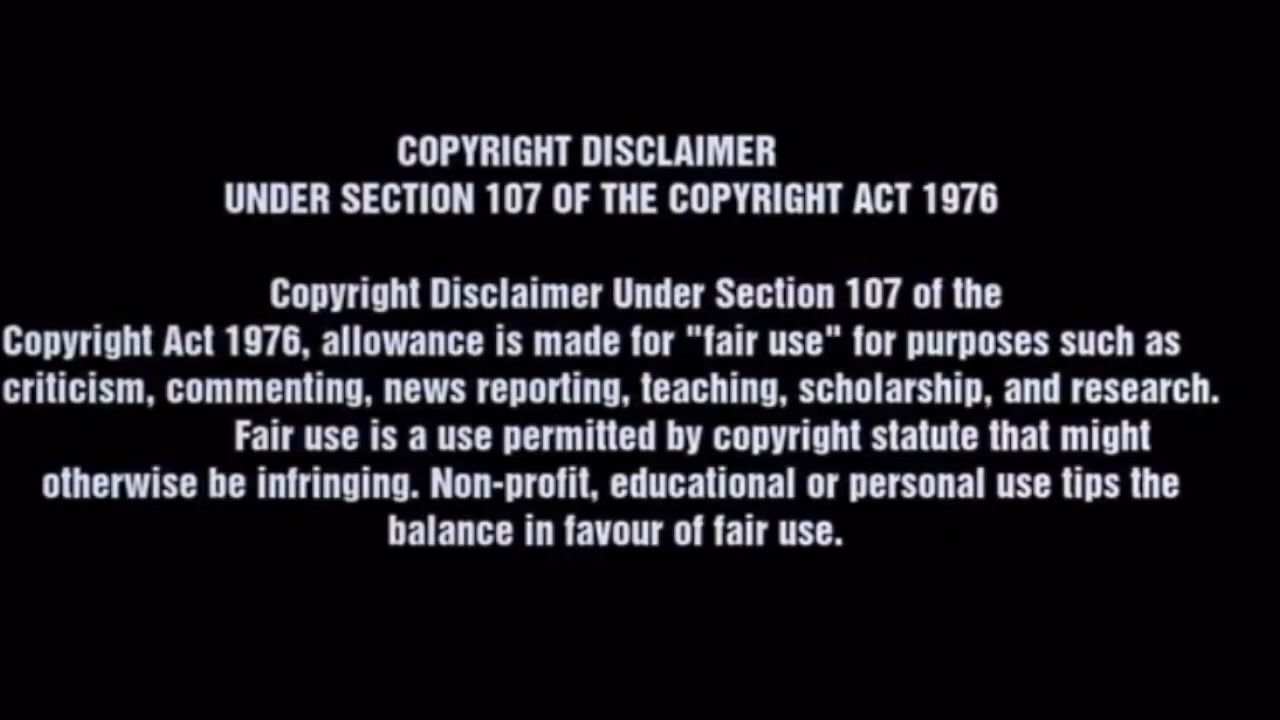 COPYRIGHT DISCLAIMER
UNDER SECTION 107 OF THE COPYRIGHT ACT 1976
Copyright Disclaimer Under Section 107 of the
Copyright Act 1976, allowance is made for "fair use" for purposes such as
criticism, commenting, news reporting, teaching, scholarship, and research.
Fair use is a use permitted by copyright statute that might
otherwise be infringing. Non-profit, educational or personal use tips the
balance in favour of fair use.